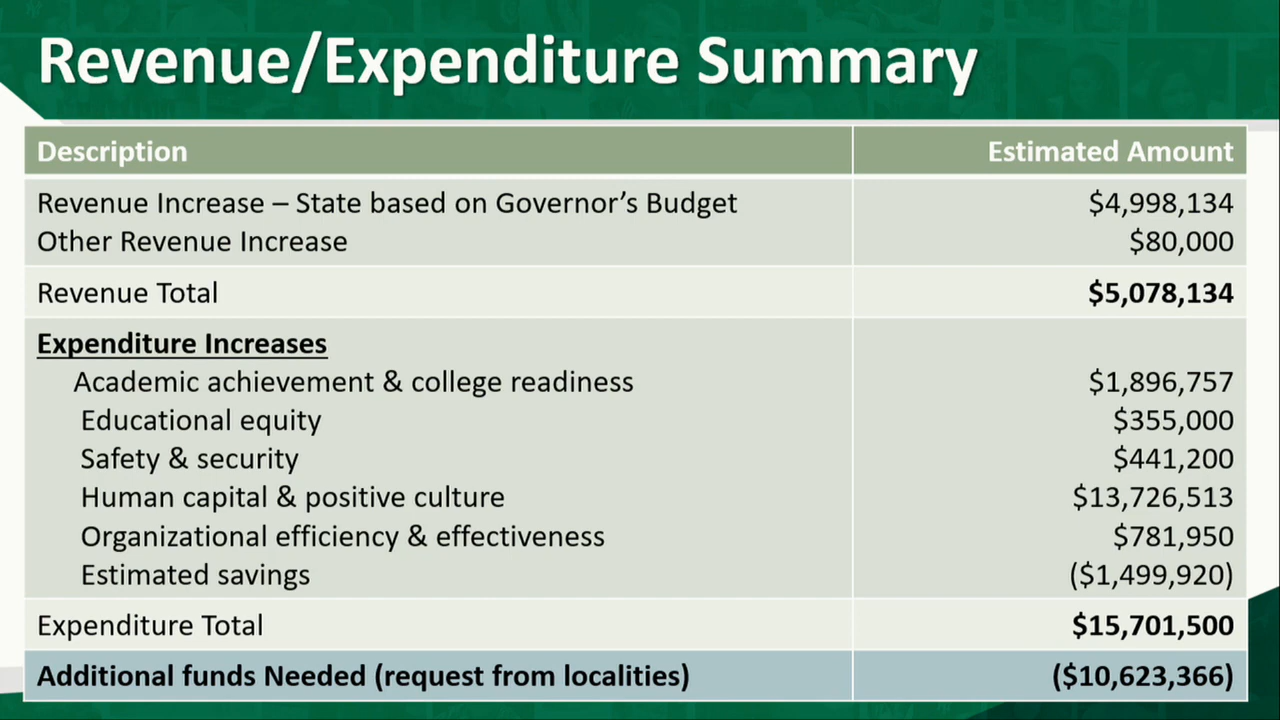 Revenue/Expenditure Summary
Description Estimated Amount
Revenue Increase – State based on Governor's Budget $4,998,134
Other Revenue Increase $80,000
Revenue Total $5,078,134
Expenditure Increases
Academic achievement & college readiness $1,896,757
Educational equity $355,000
Safety & security $441,200
Human capital & positive culture $13,726,513
Organizational efficiency & effectiveness $781,950
Estimated savings ($1,499,920)
Expenditure Total $15,701,500
Additional funds Needed (request from localities) ($10,623,366)